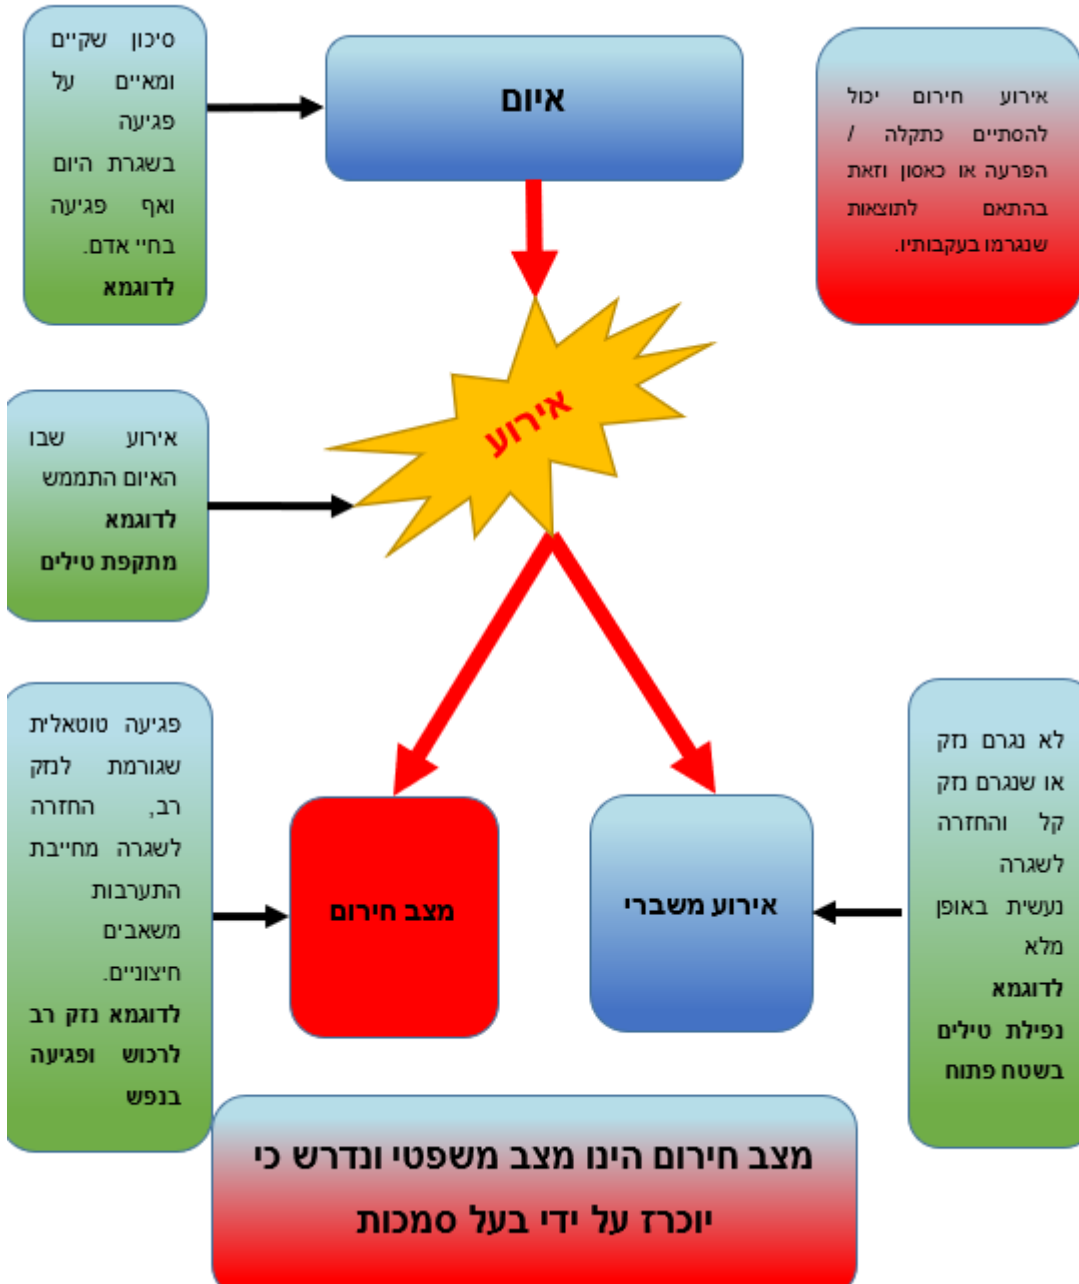 סיכון שקיים
ומאיים על
פגיעה
בשגרת היום
ואף פגיעה
בחיי אדם.
לדוגמא
איום
אירוע חירום יכול
להסתיים כתקלה /
הפרעה או כאסון וזאת
בהתאם לתוצאות
שנגרמו בעקבותיו.
אירוע
אירוע שבו
האיום התממש
לדוגמא
מתקפת טילים
פגיעה טוטאלית
שגורמת לנזק
רב, החזרה
לשגרה מחייבת
התערבות
משאבים
חיצוניים.
לדוגמא נזק רב
לרכוש ופגיעה
בנפש
מצב חירום
אירוע משברי
לא נגרם נזק
או שנגרם נזק
קל והחזרה
לשגרה
נעשית באופן
מלא
לדוגמא
נפילת טילים
בשטח פתוח
מצב חירום הינו מצב משפטי ונדרש כי
יוכרז על ידי בעל סמכות